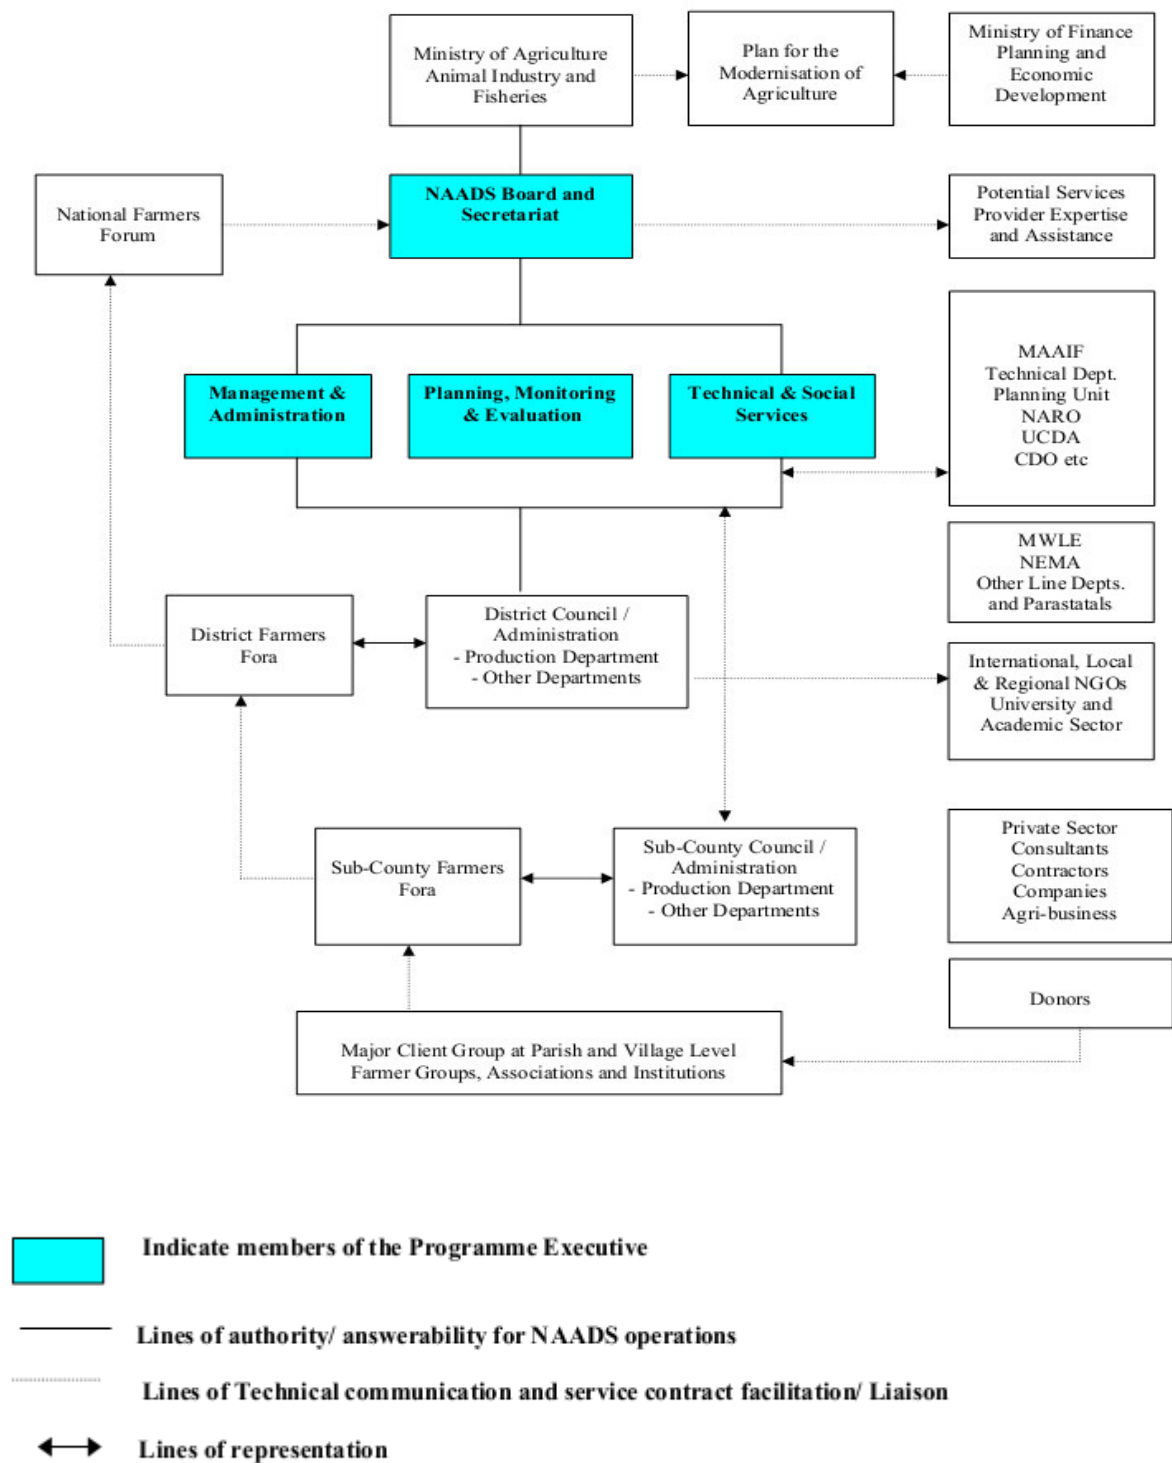 Ministry of Agriculture
Animal Industry and
Fisheries
Plan for the
Modernisation of
Agriculture
Ministry of Finance
Planning and
Economic
Development
National Farmers
Forum
NAADS Board and
Secretariat
Potential Services
Provider Expertise
and Assistance
MAAIF
Technical Dept.
Planning Unit
NARO
UCDA
CDO etc
Management &
Administration
Planning, Monitoring
& Evaluation
Technical & Social
Services
MWLE
NEMA
Other Line Depts.
and Parastatals
District Farmers
Fora
District Council /
Administration
- Production Department
- Other Departments
International, Local
& Regional NGOs
University and
Academic Sector
Sub-County Farmers
Fora
Sub-County Council /
Administration
- Production Department
- Other Departments
Private Sector
Consultants
Contractors
Companies
Agri-business
Donors
Major Client Group at Parish and Village Level
Farmer Groups, Associations and Institutions
Indicate members of the Programme Executive
Lines of authority/ answerability for NAADS operations
Lines of Technical communication and service contract facilitation/ Liaison
Lines of representation